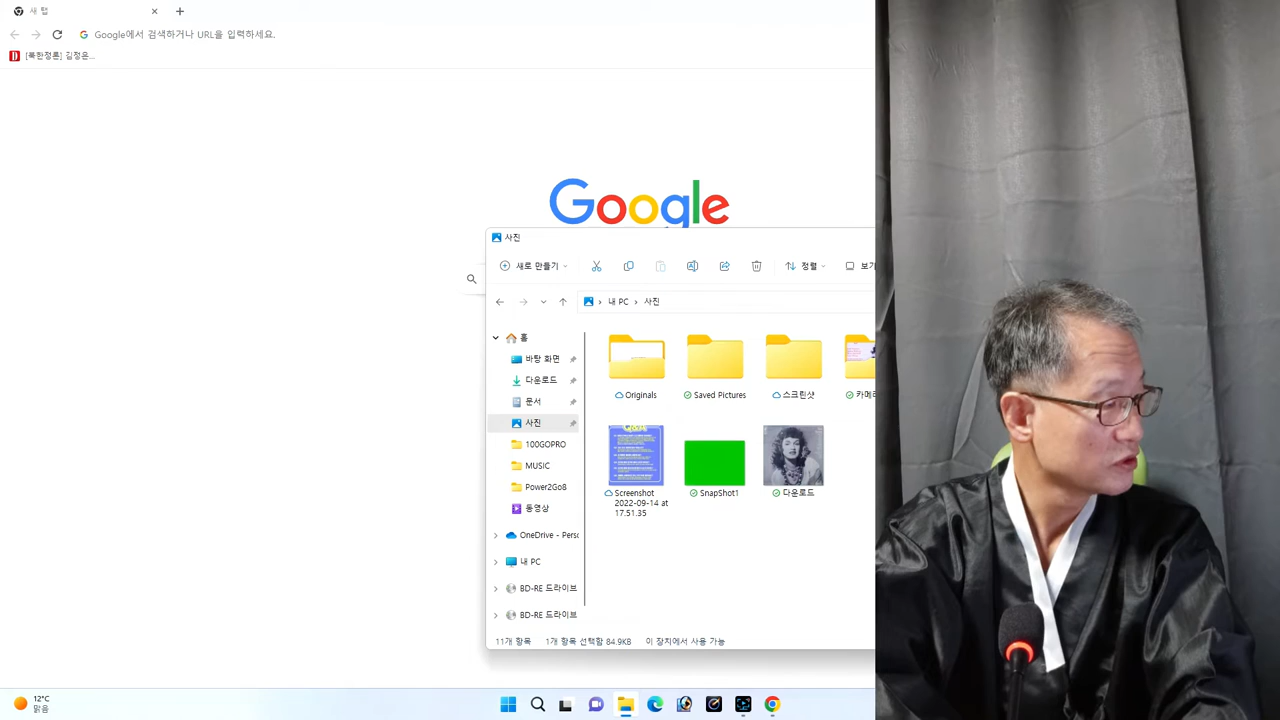 새 탭
Google에서 검색하거나 URL을 입력하세요.
[북한정론] 김정은...
Google
사진
새로 만들기
정렬
보기
내 PC
사진
홈
바탕 화면
다운로드
문서
사진
100GOPRO
MUSIC
Power2Go8
동영상
OneDrive - Perso
내 PC
BD-RE 드라이브
BD-RE 드라이브
Originals
Saved Pictures
스크린샷
카메라
Screenshot
2022-09-14 at
17.51.35
SnapShot1
다운로드
11개 항목
1개 항목 선택함 84.9KB
이 장치에서 사용 가능
12°C
맑음